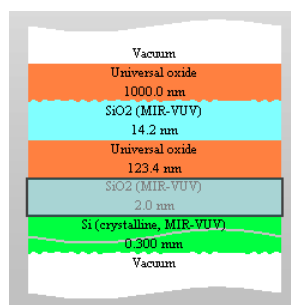 Vacuum
Universal oxide
1000.0 nm
SiO2 (MIR-VUV)
14.2 nm
Universal oxide
123.4 nm
SiO2 (MIR-VUV)
2.0 nm
Si (crystalline, MIR-VUV)
0.300 mm
Vacuum